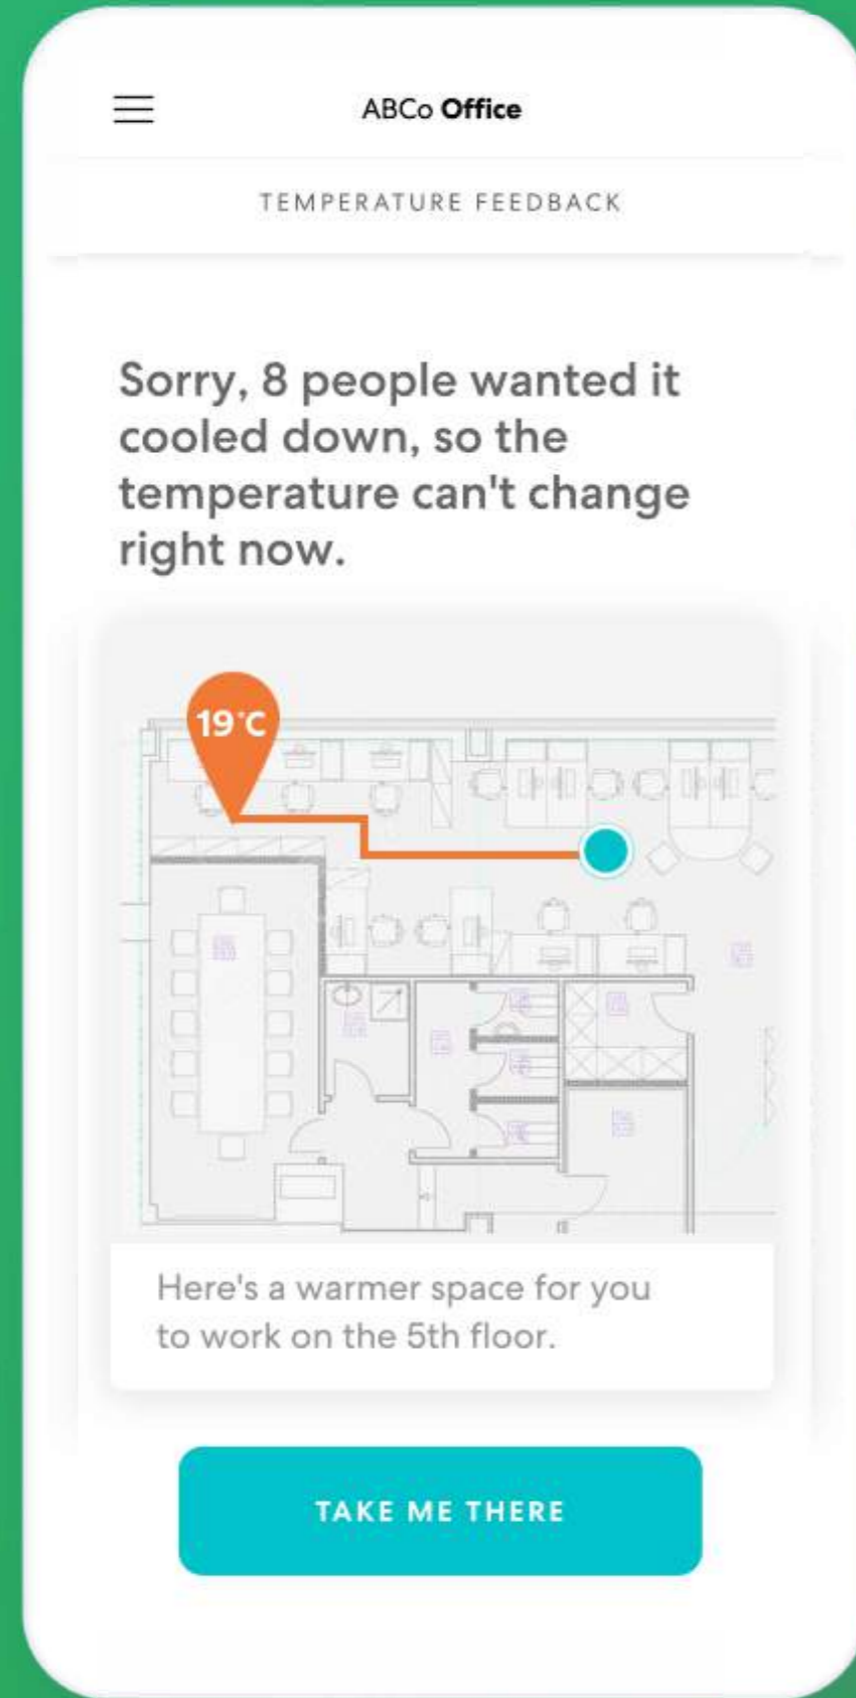 ABCo Office
TEMPERATURE FEEDBACK
Sorry, 8 people wanted it
cooled down, so the
temperature can't change
right now.
19°C
Here's a warmer space for you
to work on the 5th floor.
TAKE ME THERE